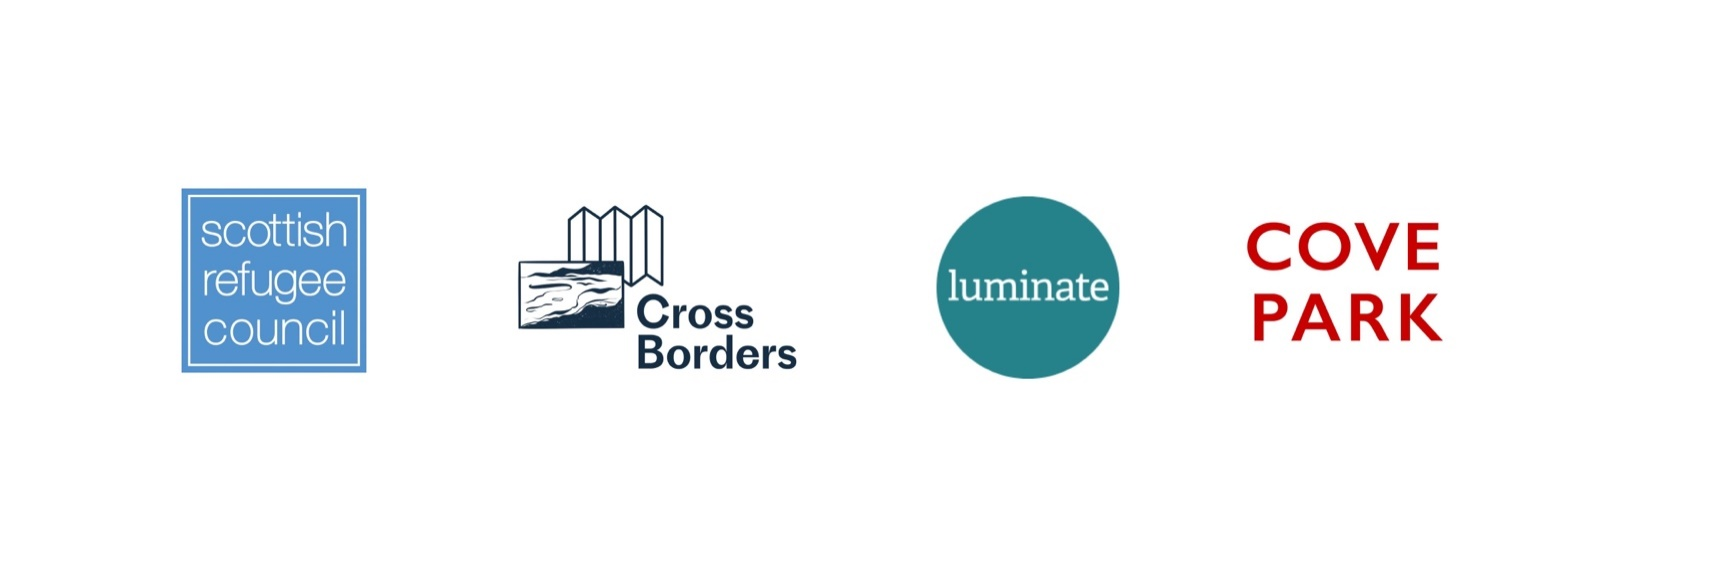 scottish
refugee
council
Cross
Borders
luminate
COVE
PARK